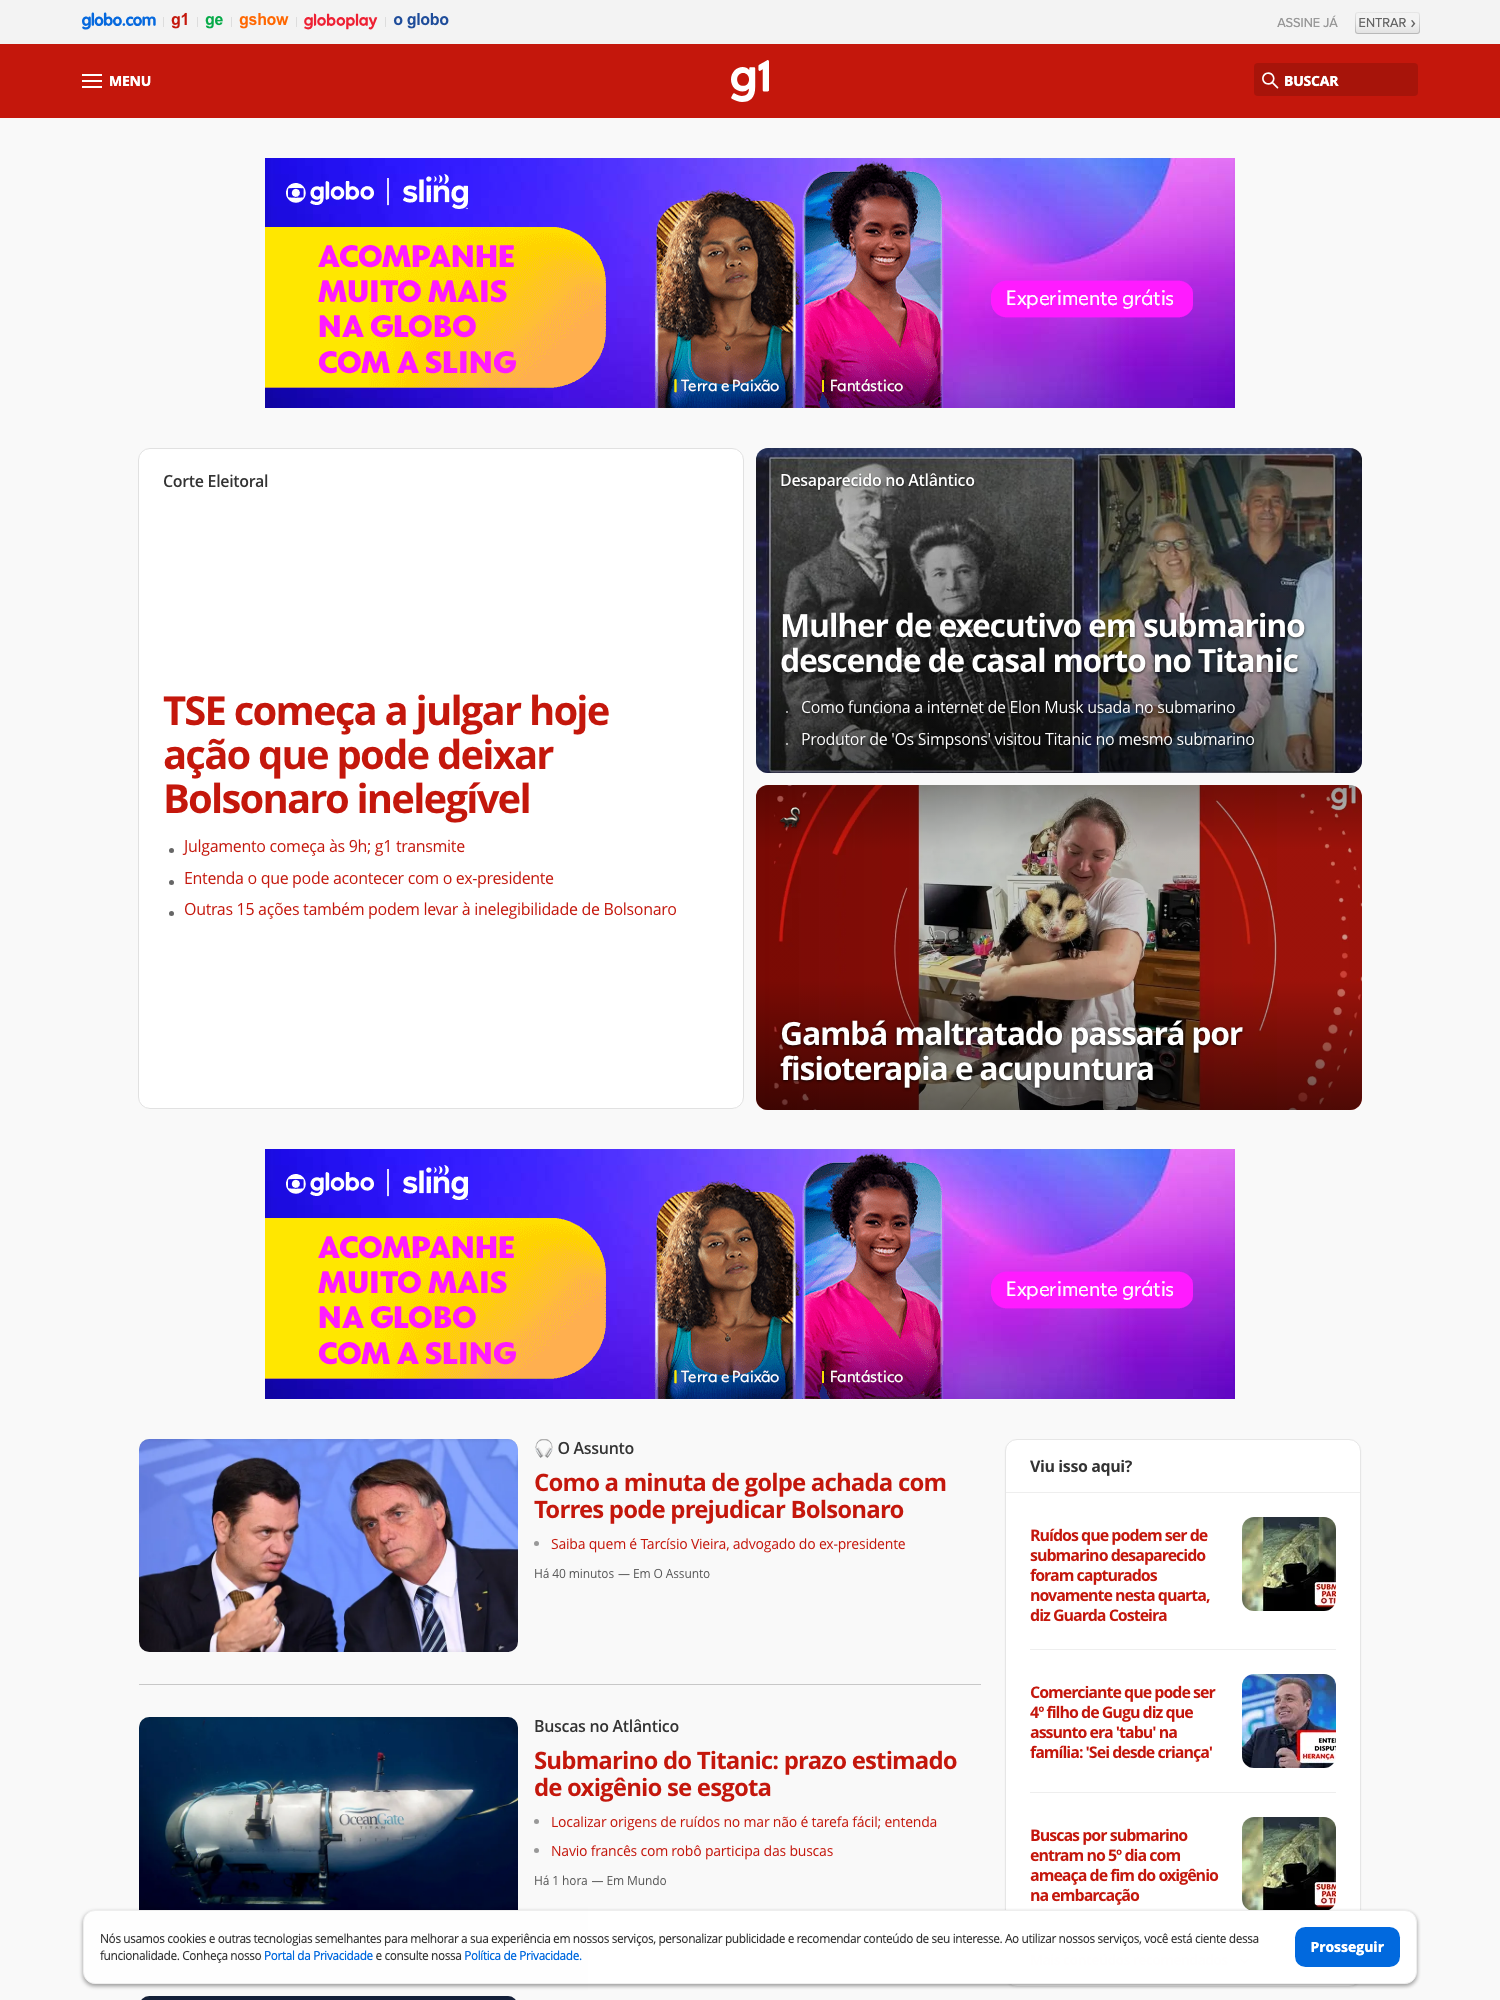 globo.com g1 ge gshow globoplay o globo ASSINE JÁ ENTRAR ›
MENU g1 BUSCAR
globo | sling
ACOMPANHE
MUITO MAIS
NA GLOBO
COM A SLING
Terra e Paixão
Fantástico
Experimente grátis
Corte Eleitoral
TSE começa a julgar hoje
ação que pode deixar
Bolsonaro inelegível
Julgamento começa às 9h; g1 transmite
Entenda o que pode acontecer com o ex-presidente
Outras 15 ações também podem levar à inelegibilidade de Bolsonaro
Desaparecido no Atlântico
Mulher de executivo em submarino
descende de casal morto no Titanic
Como funciona a internet de Elon Musk usada no submarino
Produtor de 'Os Simpsons' visitou Titanic no mesmo submarino
g1
Gambá maltratado passará por
fisioterapia e acupuntura
globo | sling
ACOMPANHE
MUITO MAIS
NA GLOBO
COM A SLING
Terra e Paixão
Fantástico
Experimente grátis
O Assunto
Como a minuta de golpe achada com
Torres pode prejudicar Bolsonaro
Saiba quem é Tarcísio Vieira, advogado do ex-presidente
Há 40 minutos — Em O Assunto
Buscas no Atlântico
Submarino do Titanic: prazo estimado
de oxigênio se esgota
Localizar origens de ruídos no mar não é tarefa fácil; entenda
Navio francês com robô participa das buscas
Há 1 hora — Em Mundo
OceanGate
TITAN
Viu isso aqui?
Ruídos que podem ser de
submarino desaparecido
foram capturados
novamente nesta quarta,
diz Guarda Costeira
Comerciante que pode ser
4º filho de Gugu diz que
assunto era 'tabu' na
família: 'Sei desde criança'
HERANÇA
Buscas por submarino
entram no 5º dia com
ameaça de fim do oxigênio
na embarcação
Nós usamos cookies e outras tecnologias semelhantes para melhorar a sua experiência em nossos serviços, personalizar publicidade e recomendar conteúdo de seu interesse. Ao utilizar nossos serviços, você está ciente dessa
funcionalidade. Conheça nosso Portal da Privacidade e consulte nossa Política de Privacidade.
Prosseguir